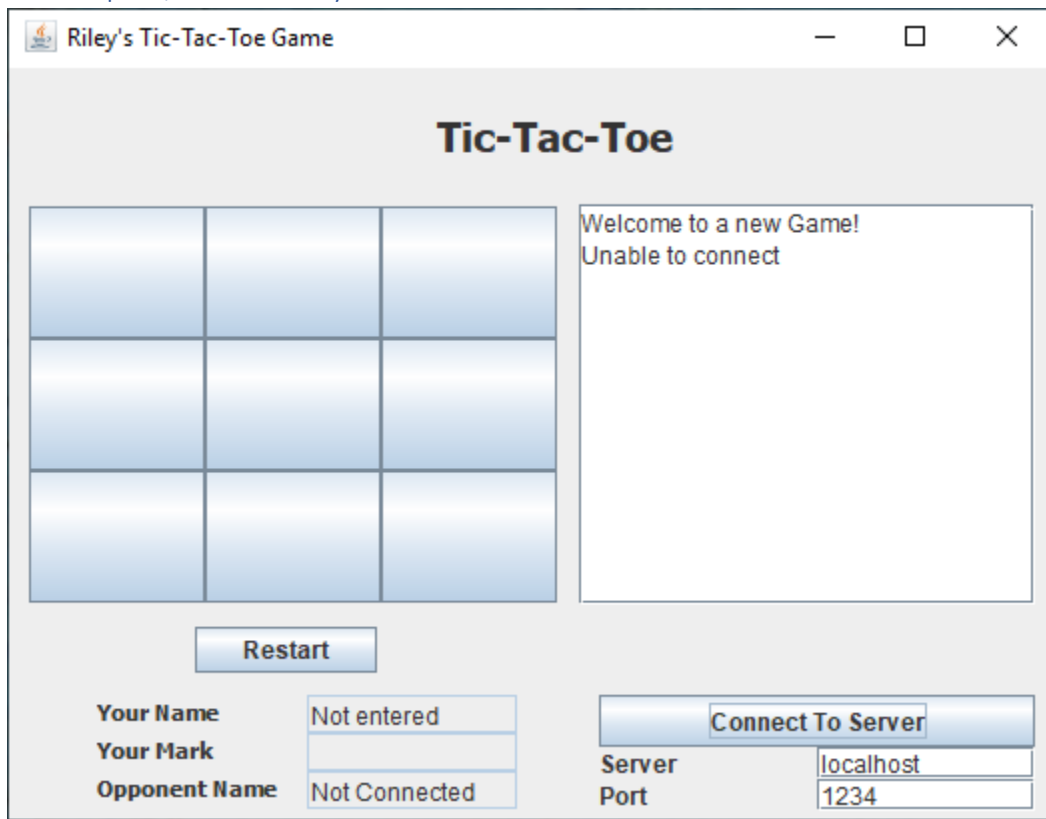 Riley's Tic-Tac-Toe Game
Tic-Tac-Toe
Welcome to a new Game!
Unable to connect
Restart
Your Name Not entered
Your Mark
Opponent Name Not Connected
Connect To Server
Server localhost
Port 1234